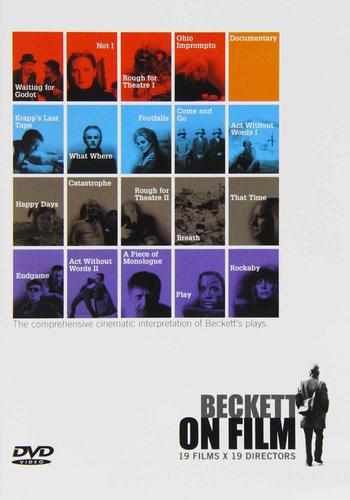 Waiting for
Godot
Not I
Rough for
Theatre I
Ohio
Impromptu
Documentary
Krapp's Last
Tape
What Where
Footfalls
Come and
Go
Act Without
Words I
Happy Days
Catastrophe
Rough for
Theatre II
Breath
That Time
Endgame
Act Without
Words II
A Piece of
Monologue
Play
Rockaby
The comprehensive cinematic interpretation of Beckett's plays.
BECKETT
ON FILM
19 FILMS X 19 DIRECTORS
DVD
VIDEO